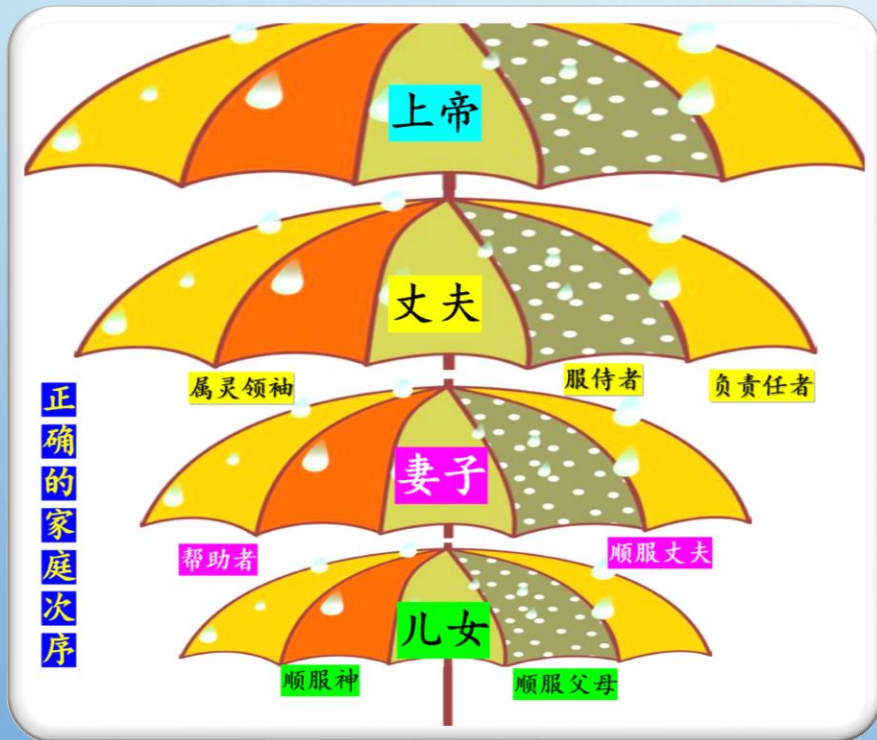 上帝
丈夫
属灵领袖
服侍者
负责任者
妻子
帮助者
顺服丈夫
儿女
顺服神
顺服父母
正确的家庭次序